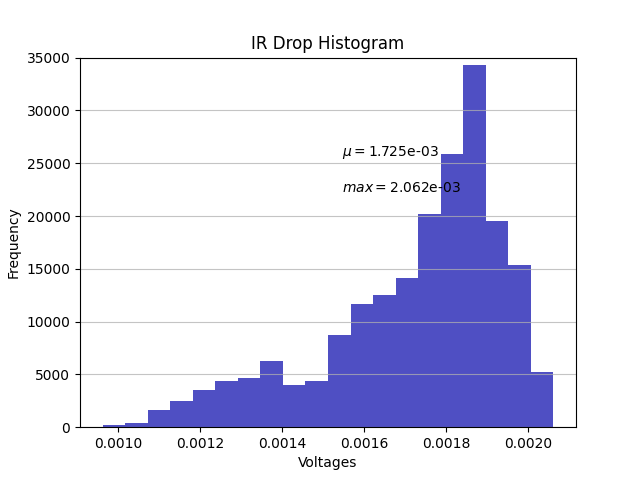 IR Drop Histogram
35000
30000
25000
20000
15000
10000
5000
0
Frequency
μ = 1.725e-03
max = 2.062e-03
0.0010 0.0012 0.0014 0.0016 0.0018 0.0020
Voltages